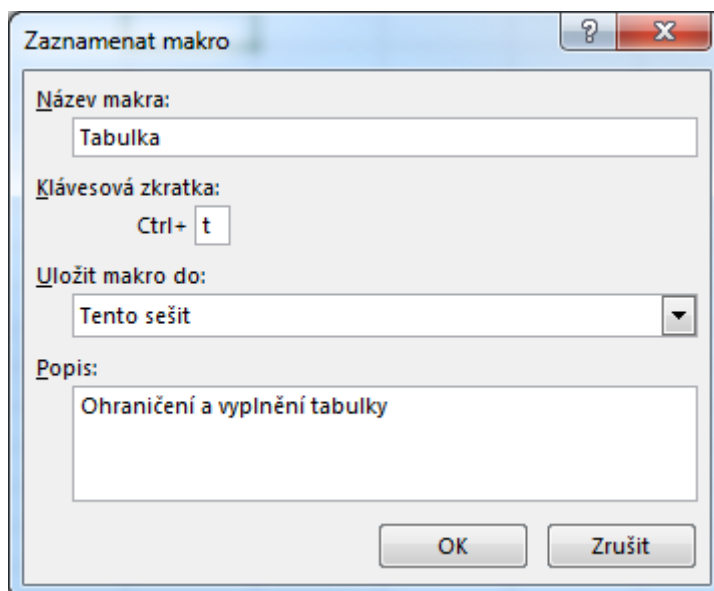 Zaznamenat makro
Název makra:
Tabulka
Klávesová zkratka:
Ctrl+ t
Uložit makro do:
Tento sešit
Popis:
Ohraničení a vyplnění tabulky
OK Zrušit